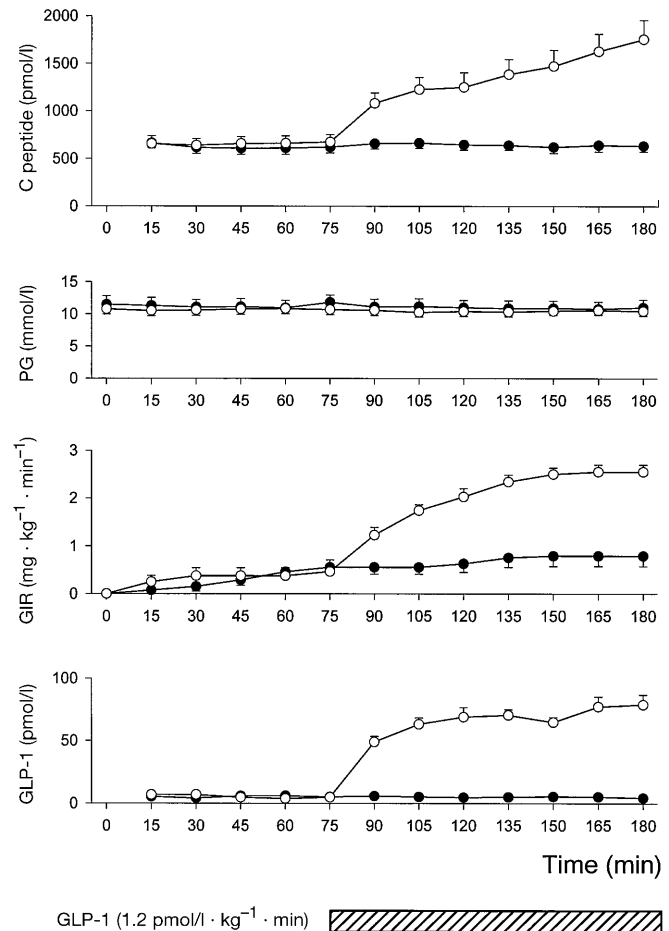 C peptide (pmol/l)
2000
1500
1000
500
0
0 15 30 45 60 75 90 105 120 135 150 165 180
PG (mmol/l)
15
10
5
0
0 15 30 45 60 75 90 105 120 135 150 165 180
GIR (mg · kg⁻¹ · min⁻¹)
3
2
1
0
0 15 30 45 60 75 90 105 120 135 150 165 180
GLP-1 (pmol/l)
100
50
0
0 15 30 45 60 75 90 105 120 135 150 165 180
Time (min)
GLP-1 (1.2 pmol/l · kg⁻¹ · min)